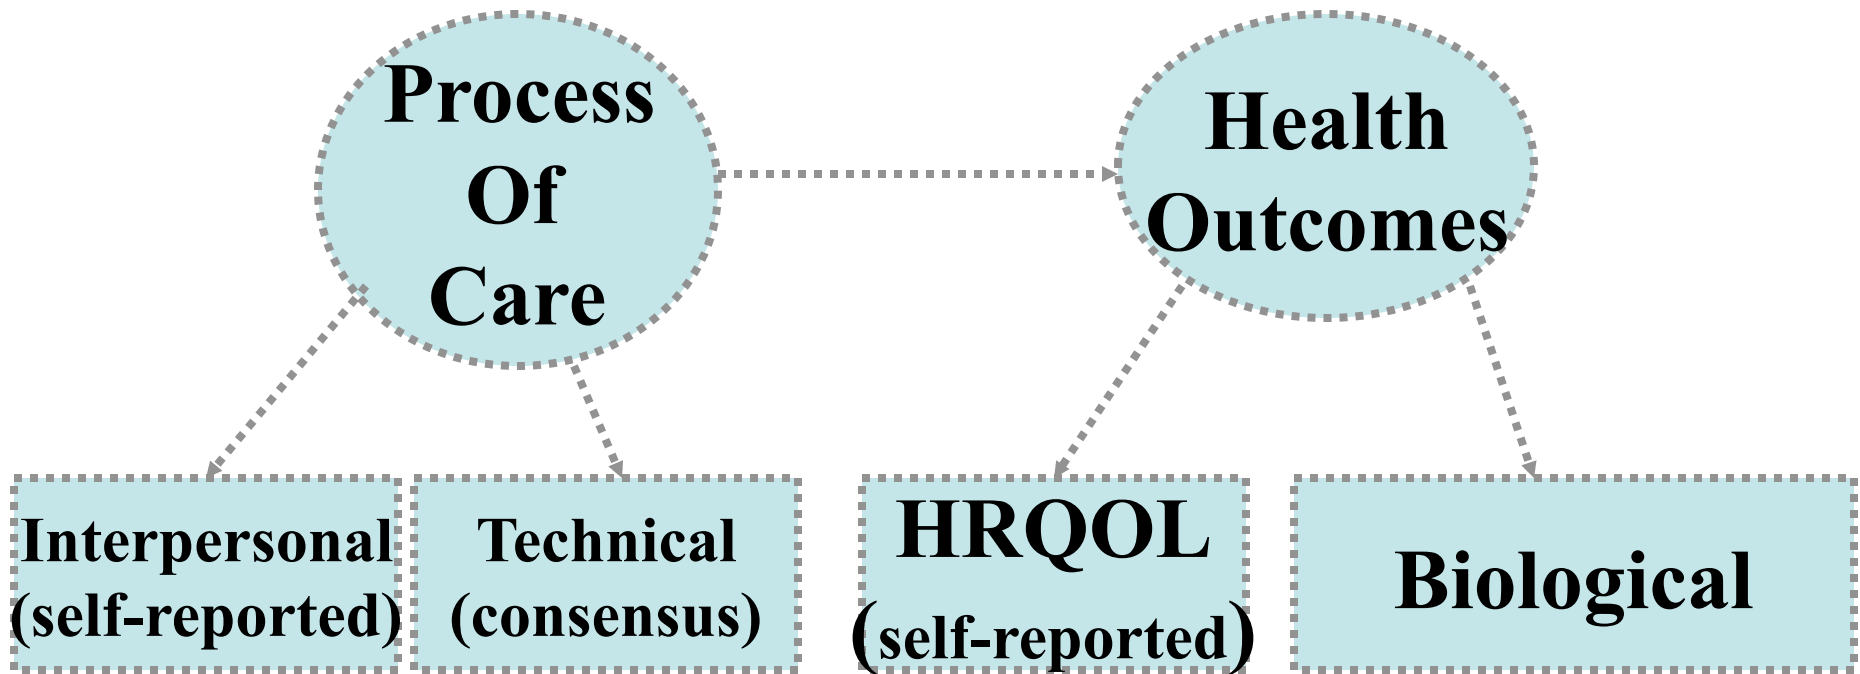 Process
Of
Care
Health
Outcomes
Interpersonal
(self-reported)
Technical
(consensus)
HRQOL
(self-reported)
Biological